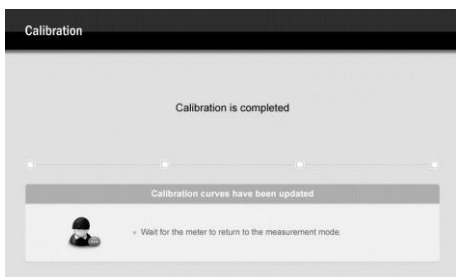 Calibration
Calibration is completed
Calibration curves have been updated
Wait for the meter to return to the measurement mode.